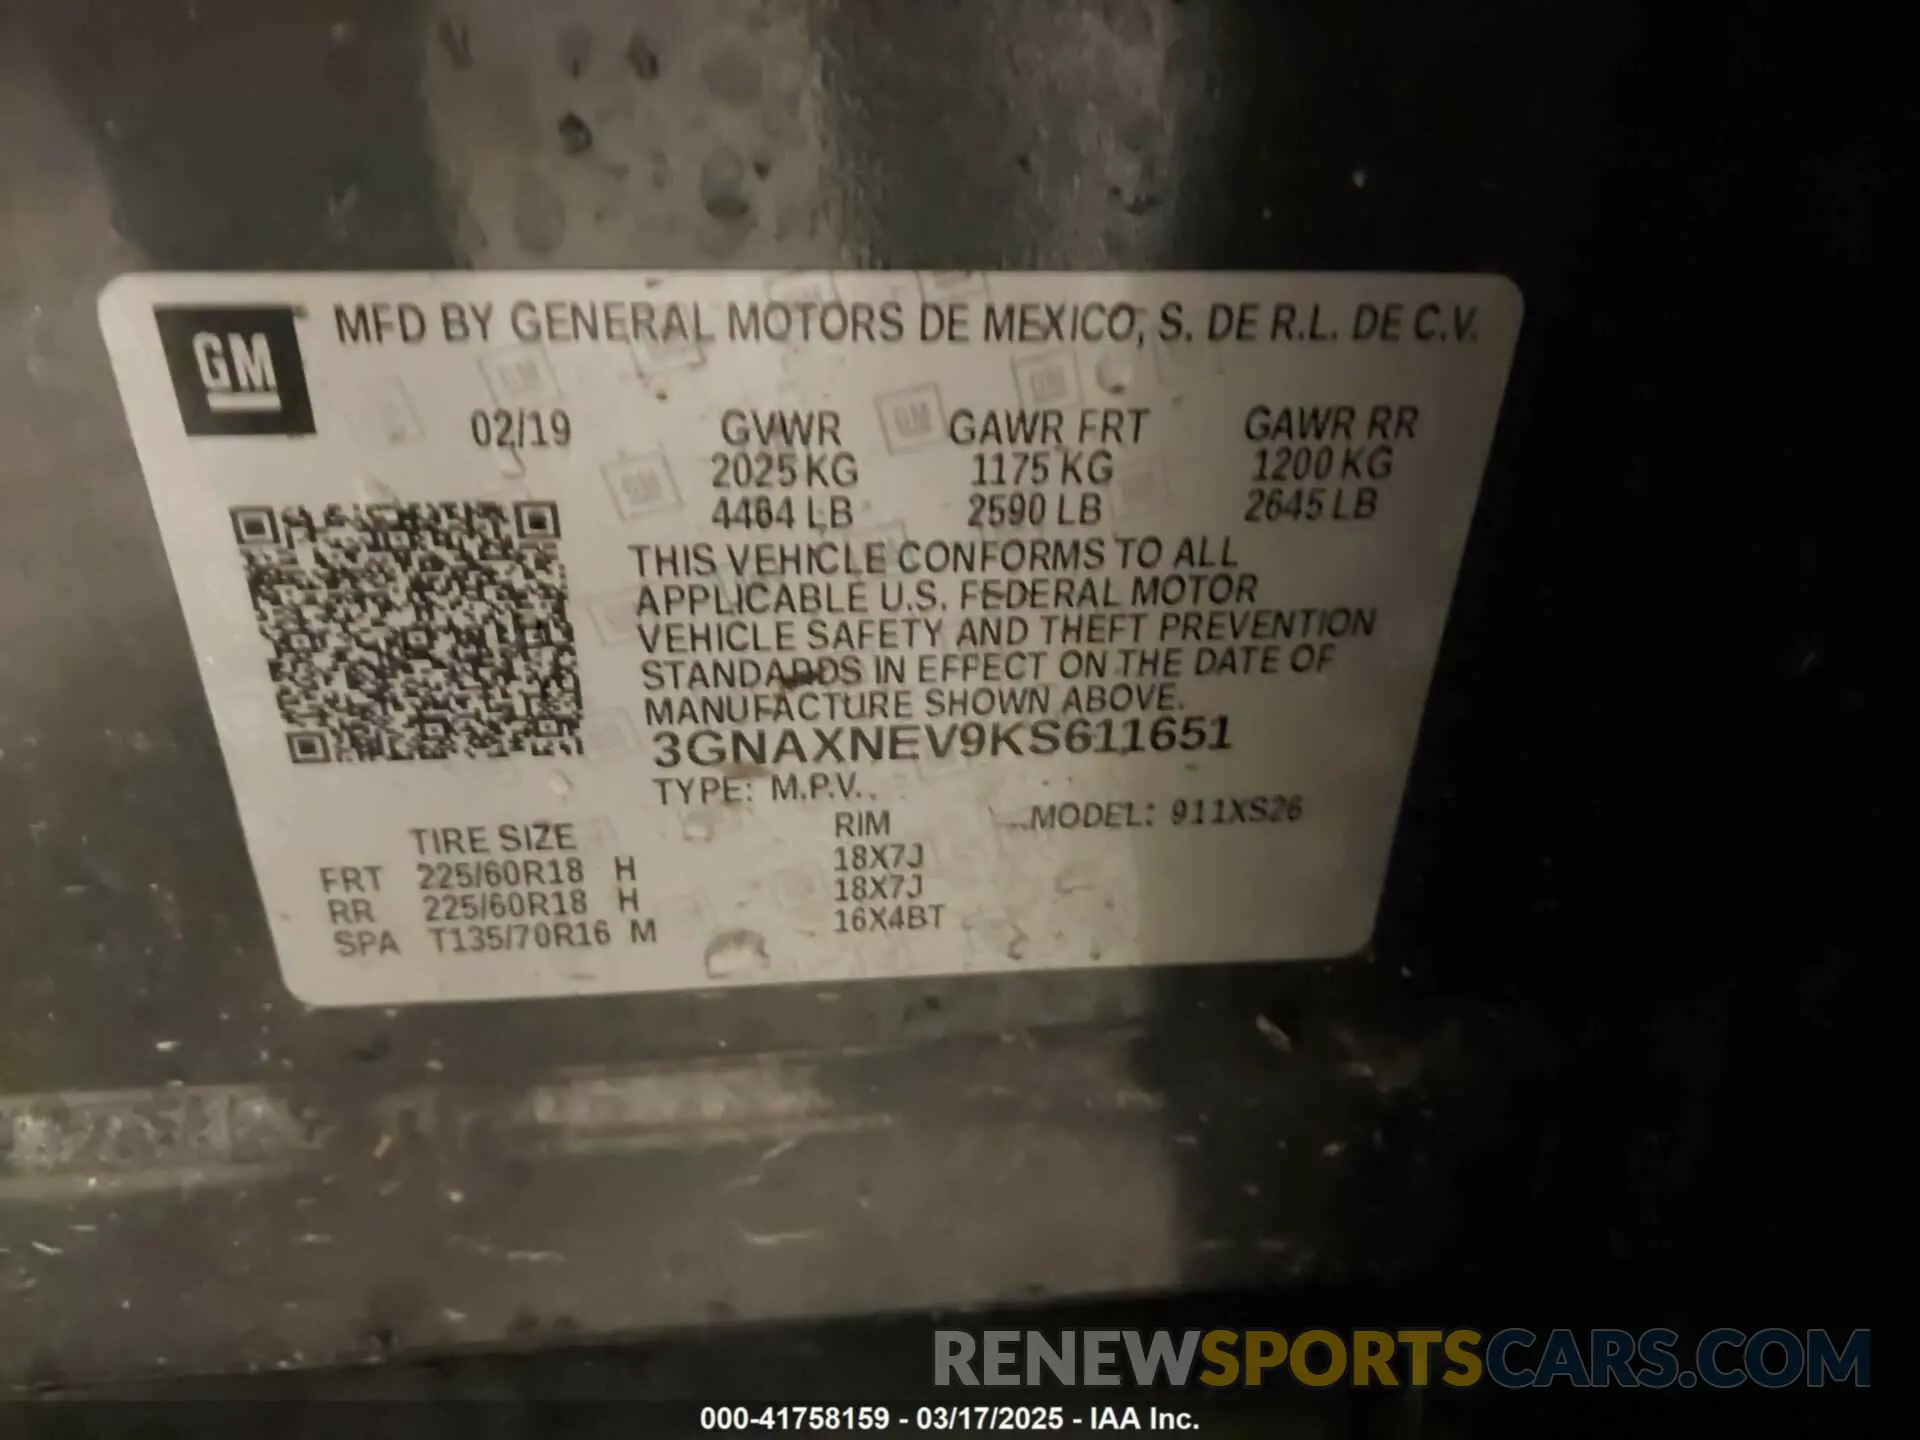 GM
MFD BY GENERAL MOTORS DE MEXICO, S. DE R.L. DE C.V.
02/19 GVWR GAWR FRT GAWR RR
2025 KG 1175 KG 1200 KG
4464 LB 2590 LB 2645 LB
THIS VEHICLE CONFORMS TO ALL
APPLICABLE U.S. FEDERAL MOTOR
VEHICLE SAFETY AND THEFT PREVENTION
STANDARDS IN EFFECT ON THE DATE OF
MANUFACTURE SHOWN ABOVE.
3GNAXNEV9KS611651
TYPE: M.P.V.
MODEL: 911XS26
TIRE SIZE RIM
FRT 225/60R18 H 18X7J
RR 225/60R18 H 18X7J
SPA T135/70R16 M 16X4BT
RENEWSPORTSCARS.COM
000-41758159 - 03/17/2025 - IAA Inc.